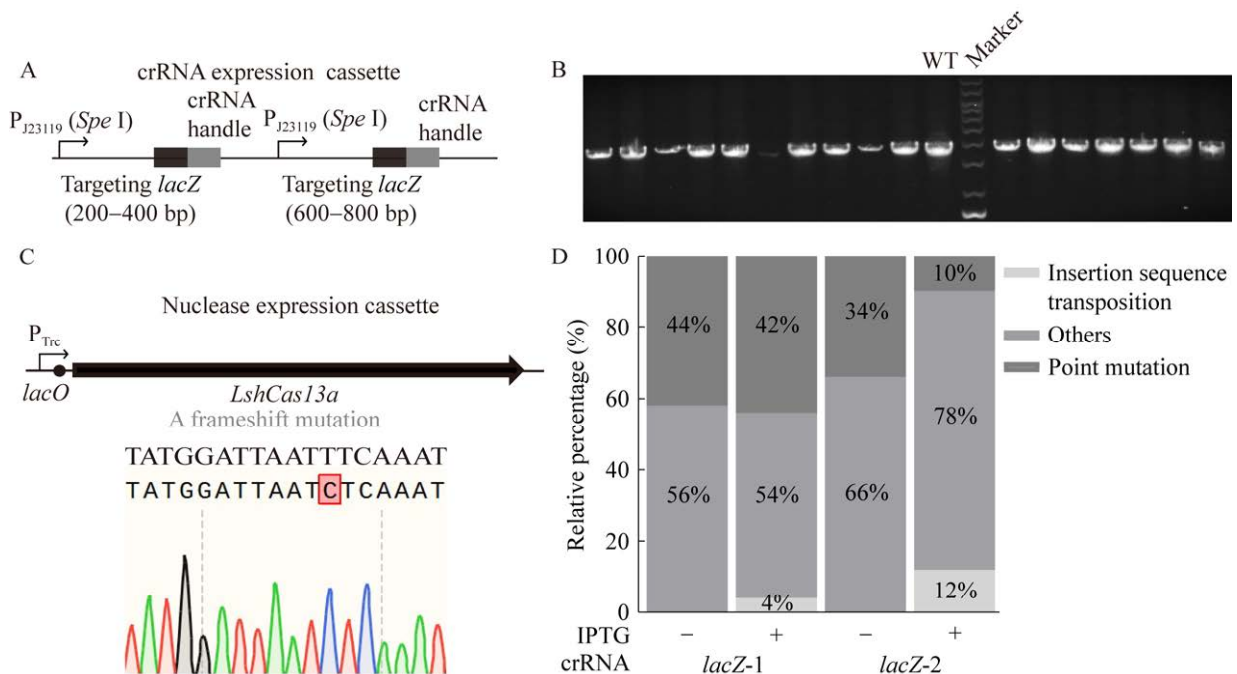 A
crRNA expression cassette
P_J23119 (Spe I)
crRNA
handle
P_J23119 (Spe I)
crRNA
handle
Targeting lacZ
(200–400 bp)
Targeting lacZ
(600–800 bp)
B
WT
Marker
C
Nuclease expression cassette
P_Trc
lacO
LshCas13a
A frameshift mutation
TATGGATTAATTTCAAAT
TATGGATTAATCTCAAAT
D
Relative percentage (%)
100
80
60
40
20
0
44%
56%
42%
54%
4%
34%
66%
10%
78%
12%
Insertion sequence
transposition
Others
Point mutation
IPTG − + − +
crRNA lacZ-1 lacZ-2